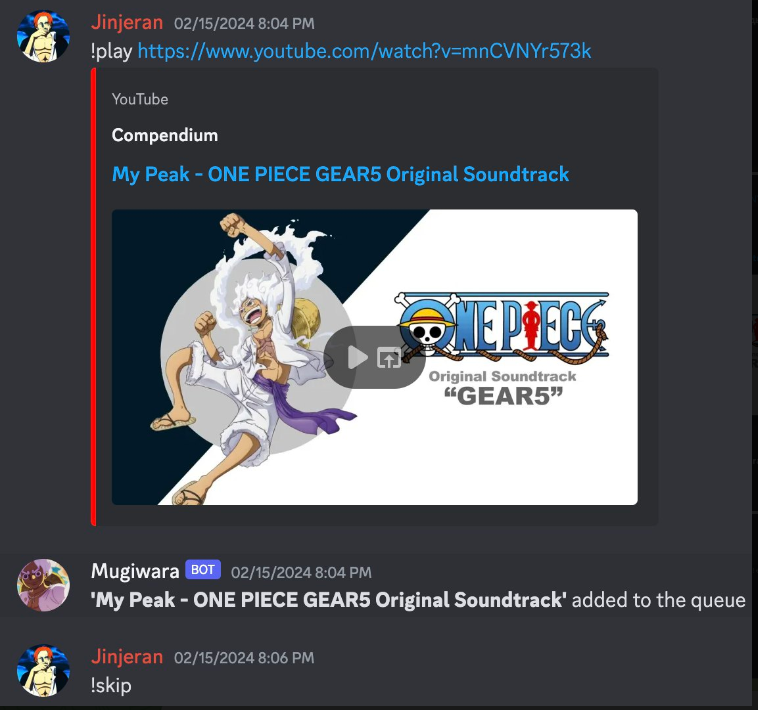 Jinjeran 02/15/2024 8:04 PM
!play https://www.youtube.com/watch?v=mnCVNYr573k
YouTube
Compendium
My Peak - ONE PIECE GEAR5 Original Soundtrack
ONE PIECE
Original Soundtrack
“GEAR5”
Mugiwara BOT 02/15/2024 8:04 PM
'My Peak - ONE PIECE GEAR5 Original Soundtrack' added to the queue
Jinjeran 02/15/2024 8:06 PM
!skip